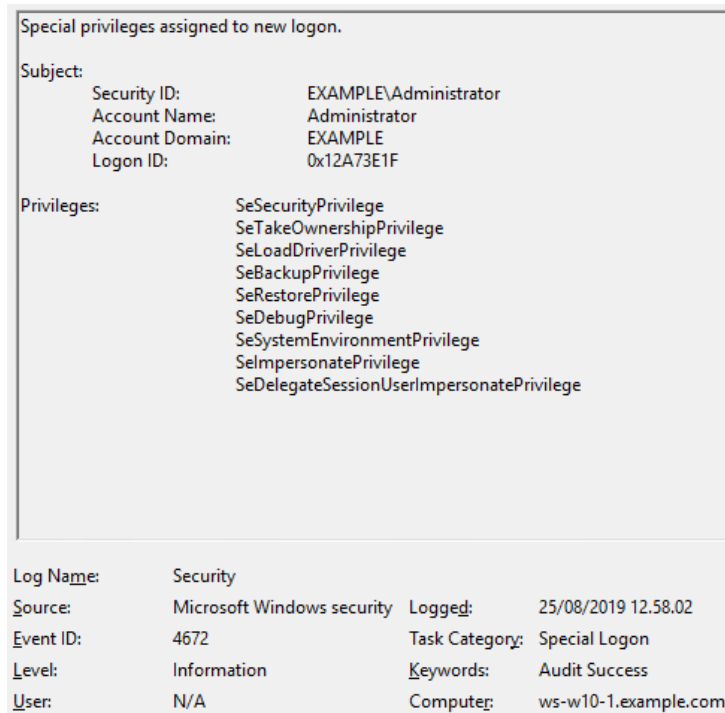 Special privileges assigned to new logon.
Subject:
Security ID: EXAMPLE\Administrator
Account Name: Administrator
Account Domain: EXAMPLE
Logon ID: 0x12A73E1F
Privileges: SeSecurityPrivilege
SeTakeOwnershipPrivilege
SeLoadDriverPrivilege
SeBackupPrivilege
SeRestorePrivilege
SeDebugPrivilege
SeSystemEnvironmentPrivilege
SeImpersonatePrivilege
SeDelegateSessionUserImpersonatePrivilege
Log Name: Security
Source: Microsoft Windows security Logged: 25/08/2019 12.58.02
Event ID: 4672 Task Category: Special Logon
Level: Information Keywords: Audit Success
User: N/A Computer: ws-w10-1.example.com